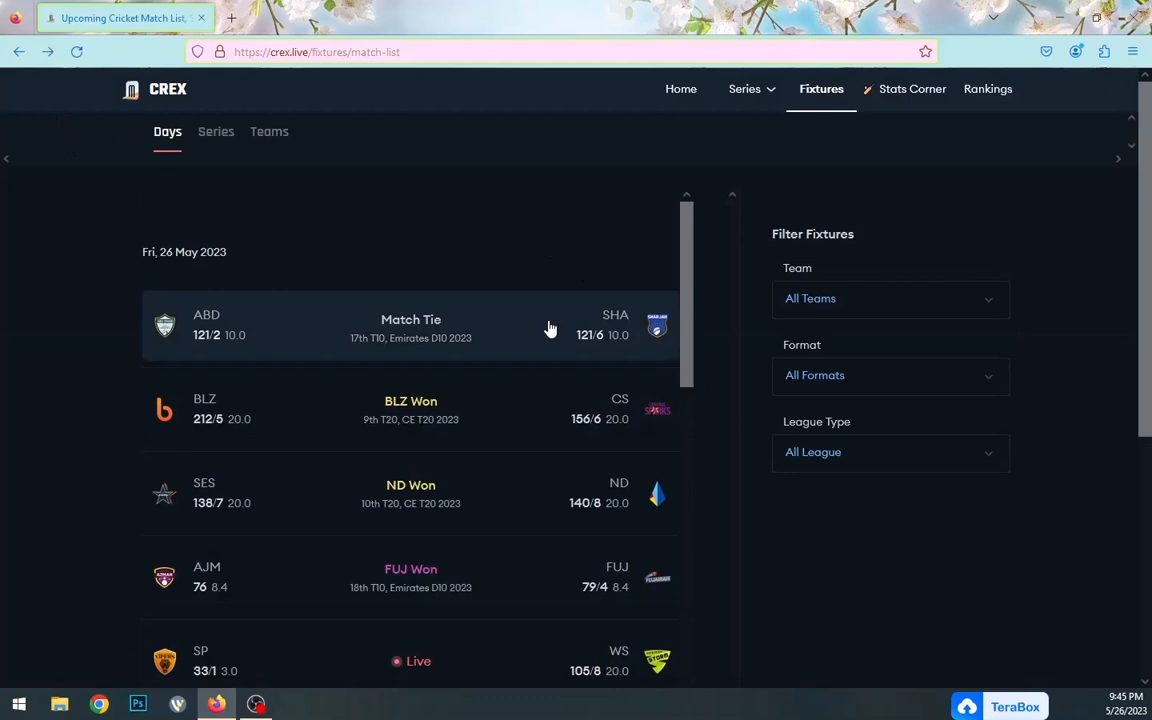 Upcoming Cricket Match List, S
https://crex.live/fixtures/match-list
CREX
Home
Series
Fixtures
Stats Corner
Rankings
Days
Series
Teams
Fri, 26 May 2023
ABD
121/2 10.0
Match Tie
17th T10, Emirates D10 2023
SHA
121/6 10.0
BLZ
212/5 20.0
BLZ Won
9th T20, CE T20 2023
CS
156/6 20.0
SES
138/7 20.0
ND Won
10th T20, CE T20 2023
ND
140/8 20.0
AJM
76 8.4
FUJ Won
18th T10, Emirates D10 2023
FUJ
79/4 8.4
SP
33/1 3.0
Live
WS
105/8 20.0
Filter Fixtures
Team
All Teams
Format
All Formats
League Type
All League
Ps
TeraBox
9:45 PM
5/26/2023